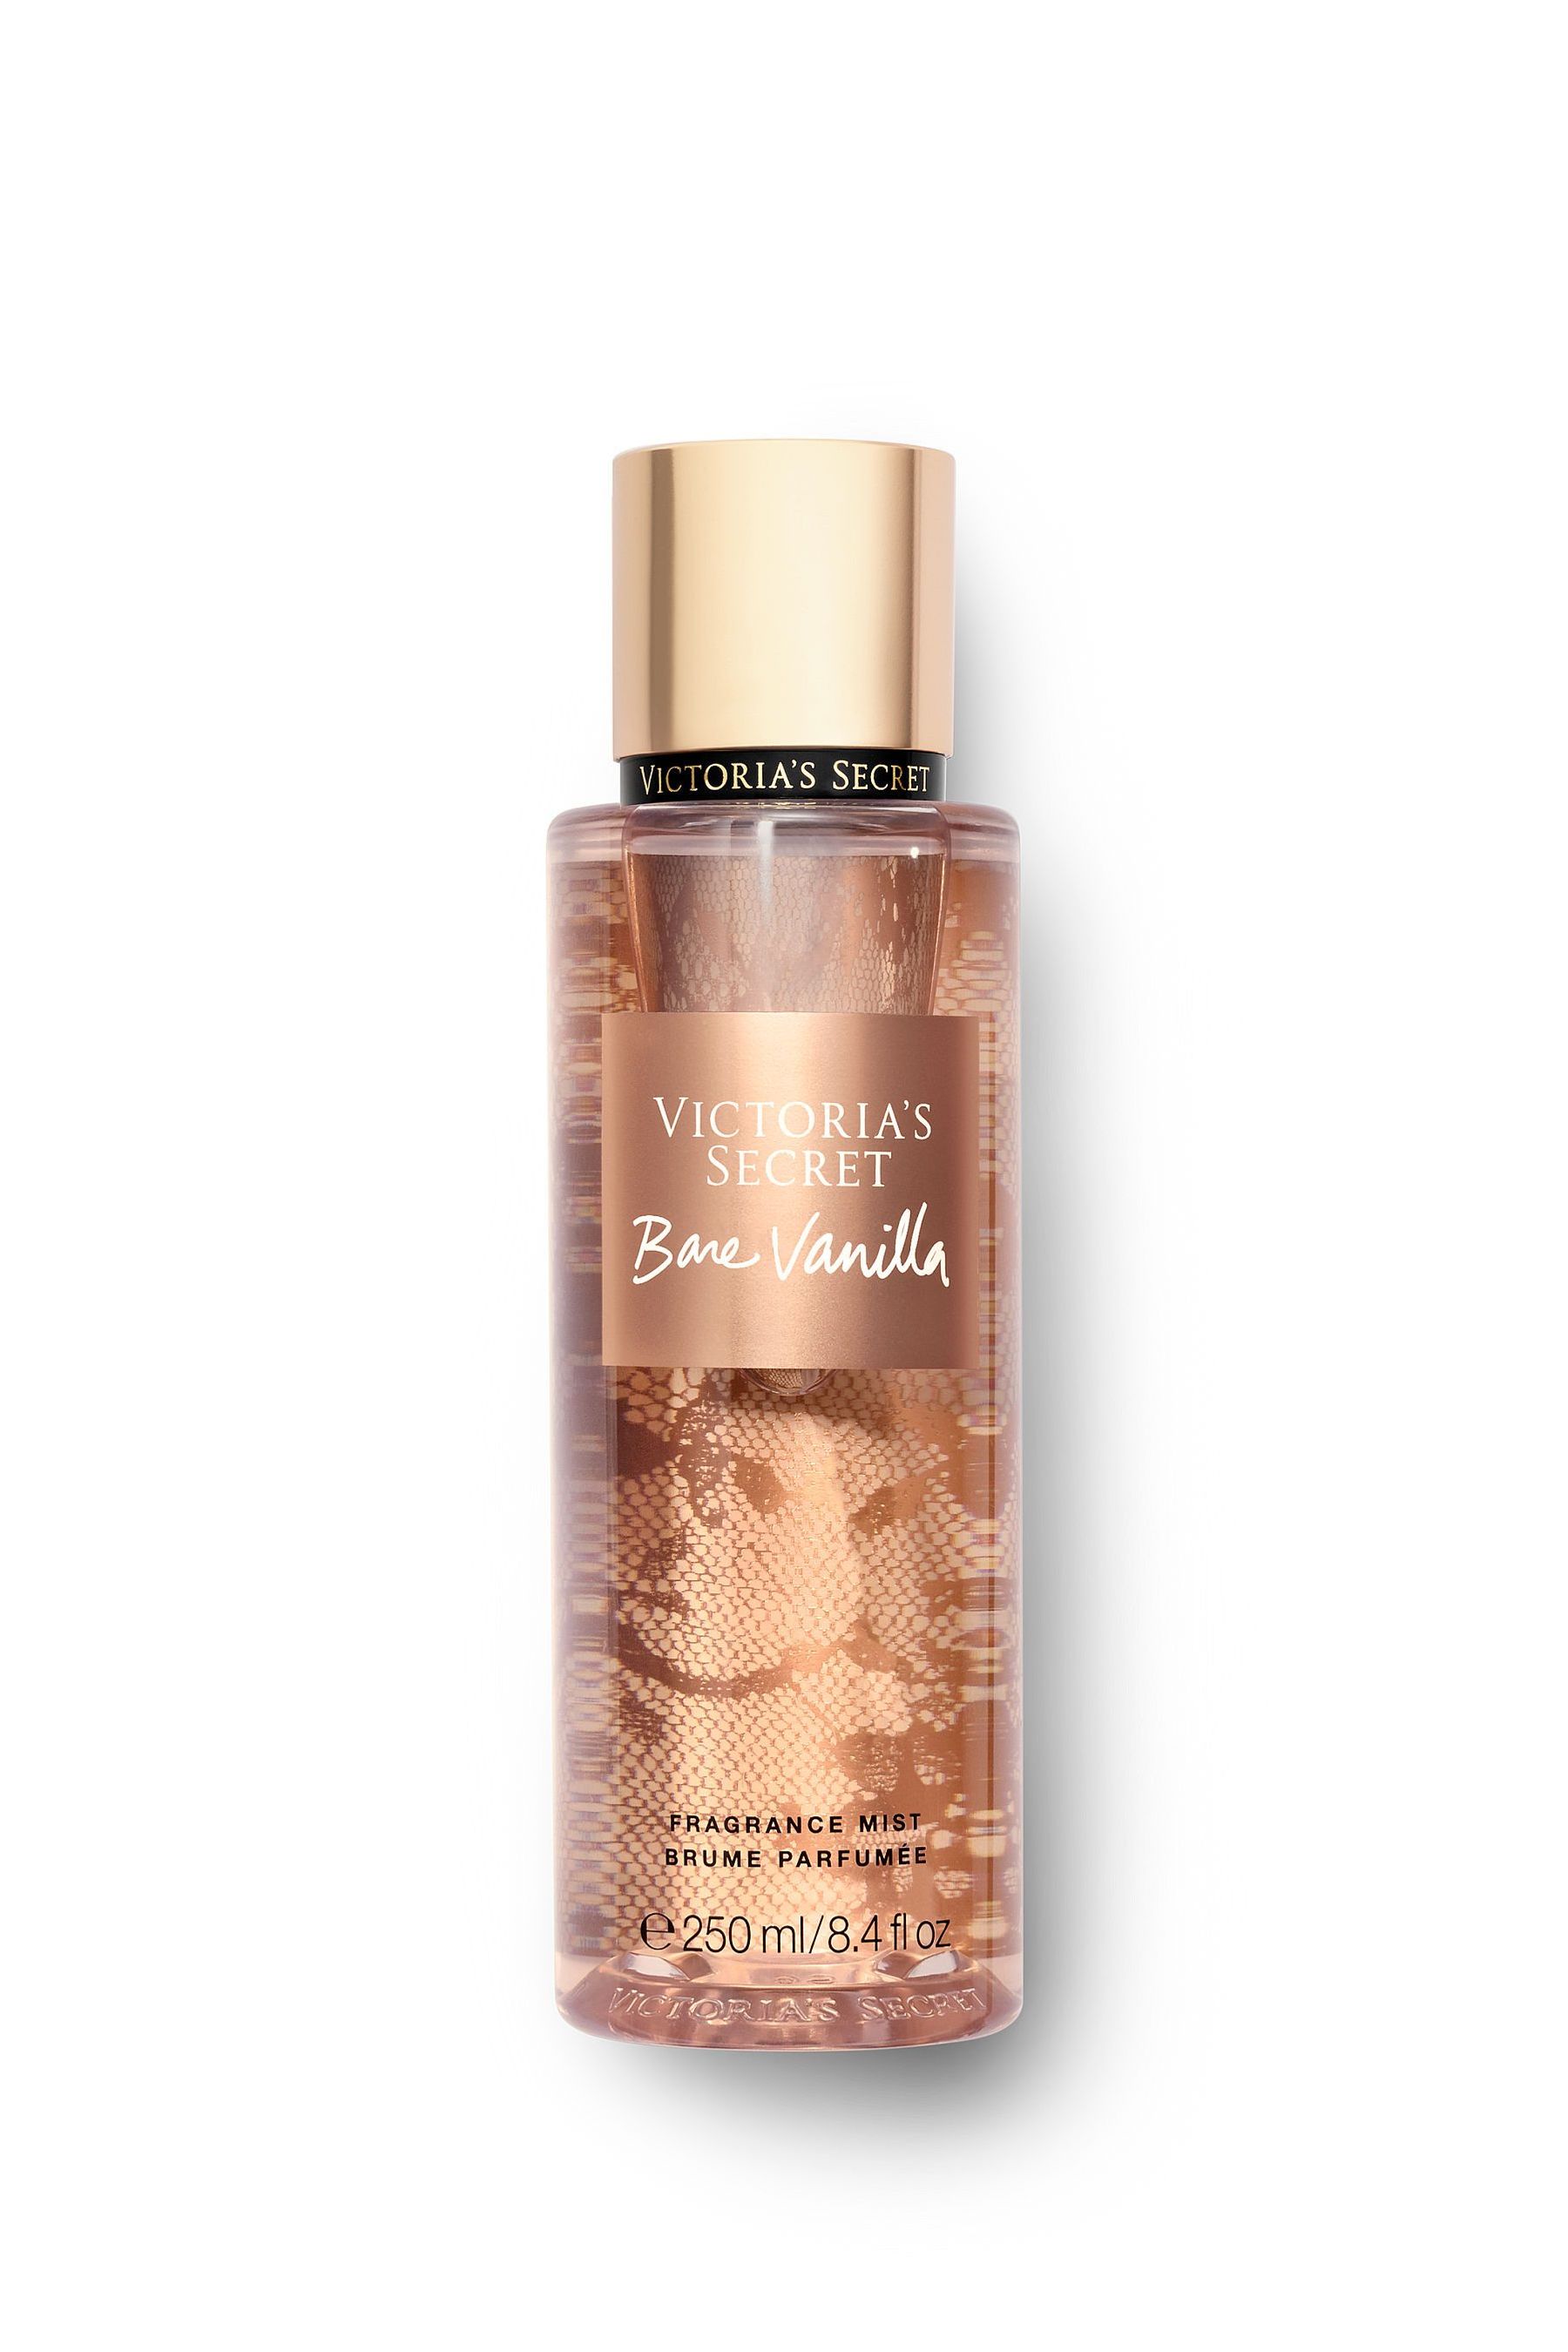 VICTORIA'S SECRET
VICTORIA'S
SECRET
Bare Vanilla
FRAGRANCE MIST
BRUME PARFUMÉE
℮ 250 ml/8.4 fl oz
VICTORIA'S SECRET